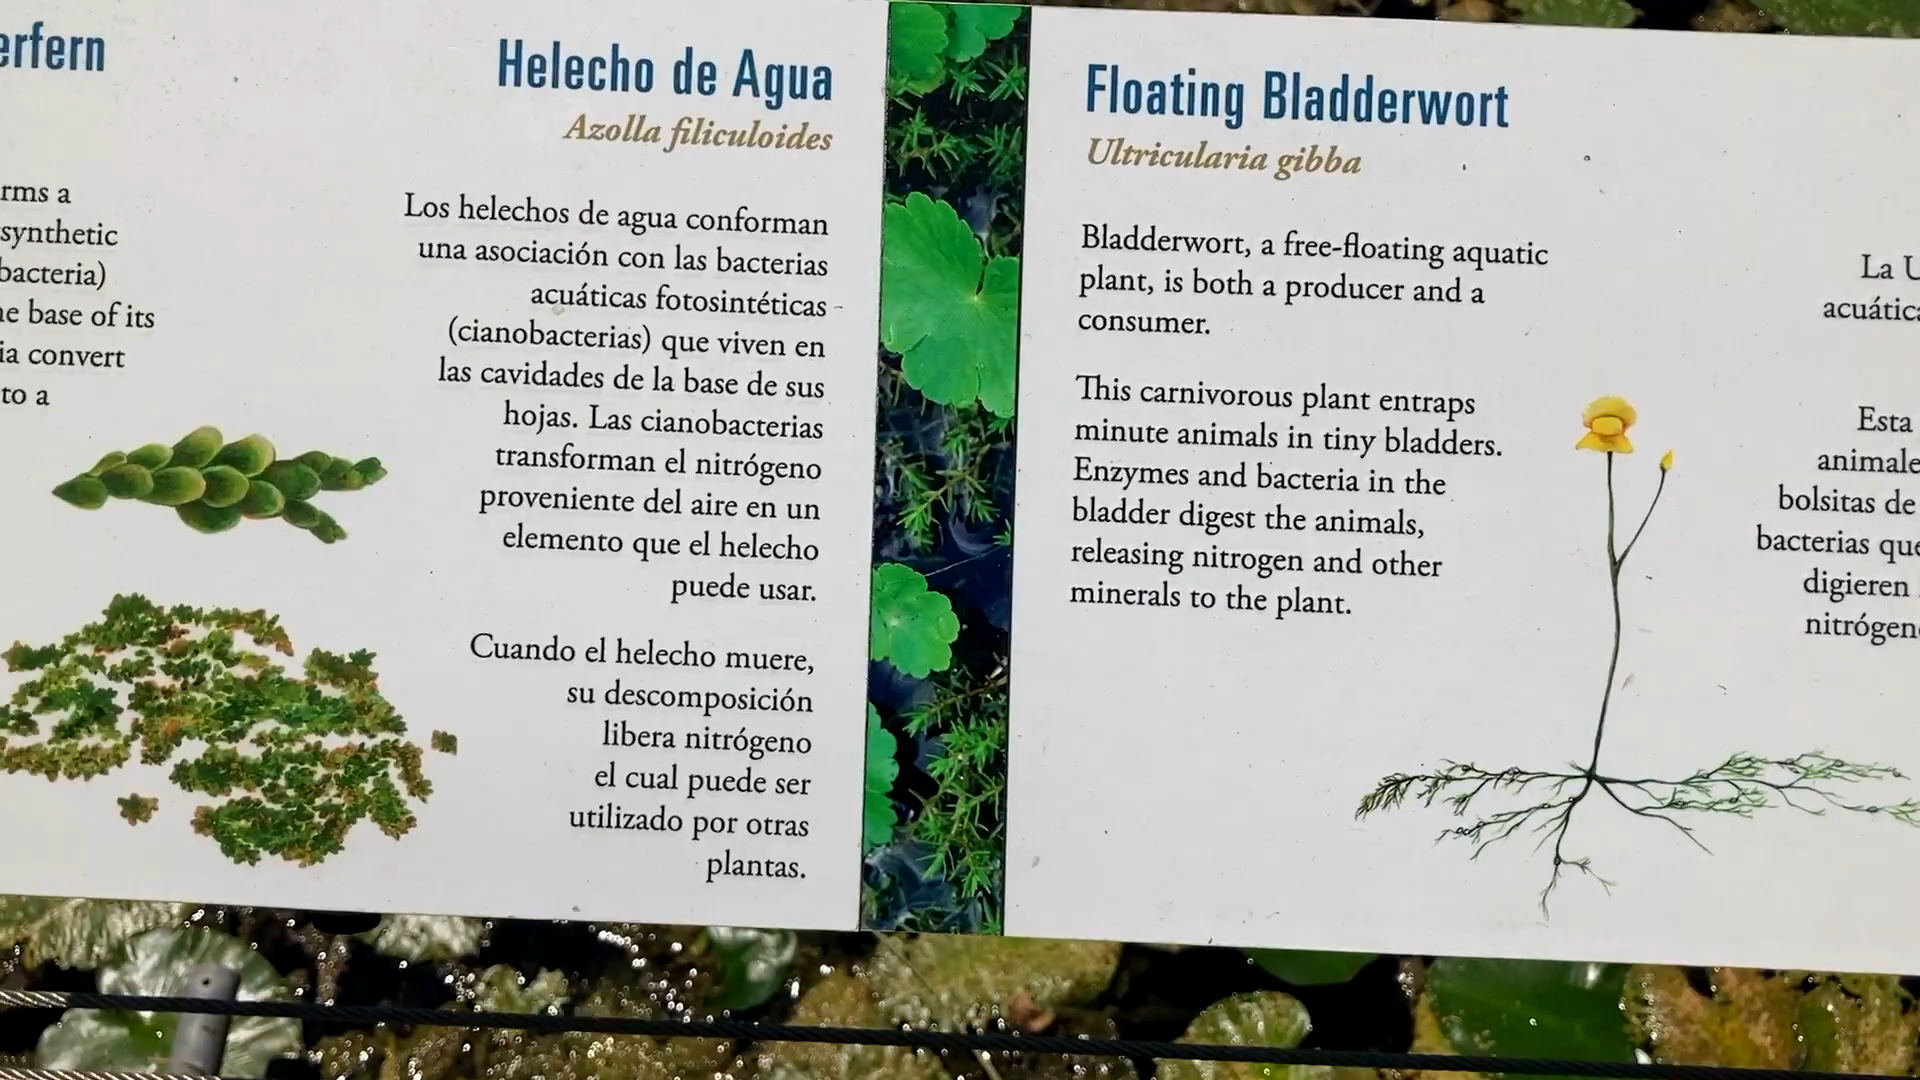 erfern
rms a
synthetic
bacteria)
ne base of its
ia convert
to a
Helecho de Agua
Azolla filiculoides
Los helechos de agua conforman
una asociación con las bacterias
acuáticas fotosintéticas
(cianobacterias) que viven en
las cavidades de la base de sus
hojas. Las cianobacterias
transforman el nitrógeno
proveniente del aire en un
elemento que el helecho
puede usar.
Cuando el helecho muere,
su descomposición
libera nitrógeno
el cual puede ser
utilizado por otras
plantas.
Floating Bladderwort
Ultricularia gibba
Bladderwort, a free-floating aquatic
plant, is both a producer and a
consumer.
This carnivorous plant entraps
minute animals in tiny bladders.
Enzymes and bacteria in the
bladder digest the animals,
releasing nitrogen and other
minerals to the plant.
La U
acuática
Esta
animale
bolsitas de
bacterias que
digieren
nitrógen